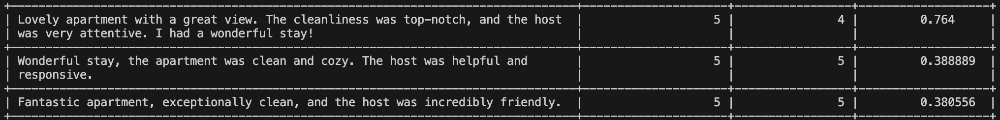 Lovely apartment with a great view. The cleanliness was top-notch, and the host | 5 | 4 | 0.764
was very attentive. I had a wonderful stay!
Wonderful stay, the apartment was clean and cozy. The host was helpful and | 5 | 5 | 0.388889
responsive.
Fantastic apartment, exceptionally clean, and the host was incredibly friendly. | 5 | 5 | 0.380556